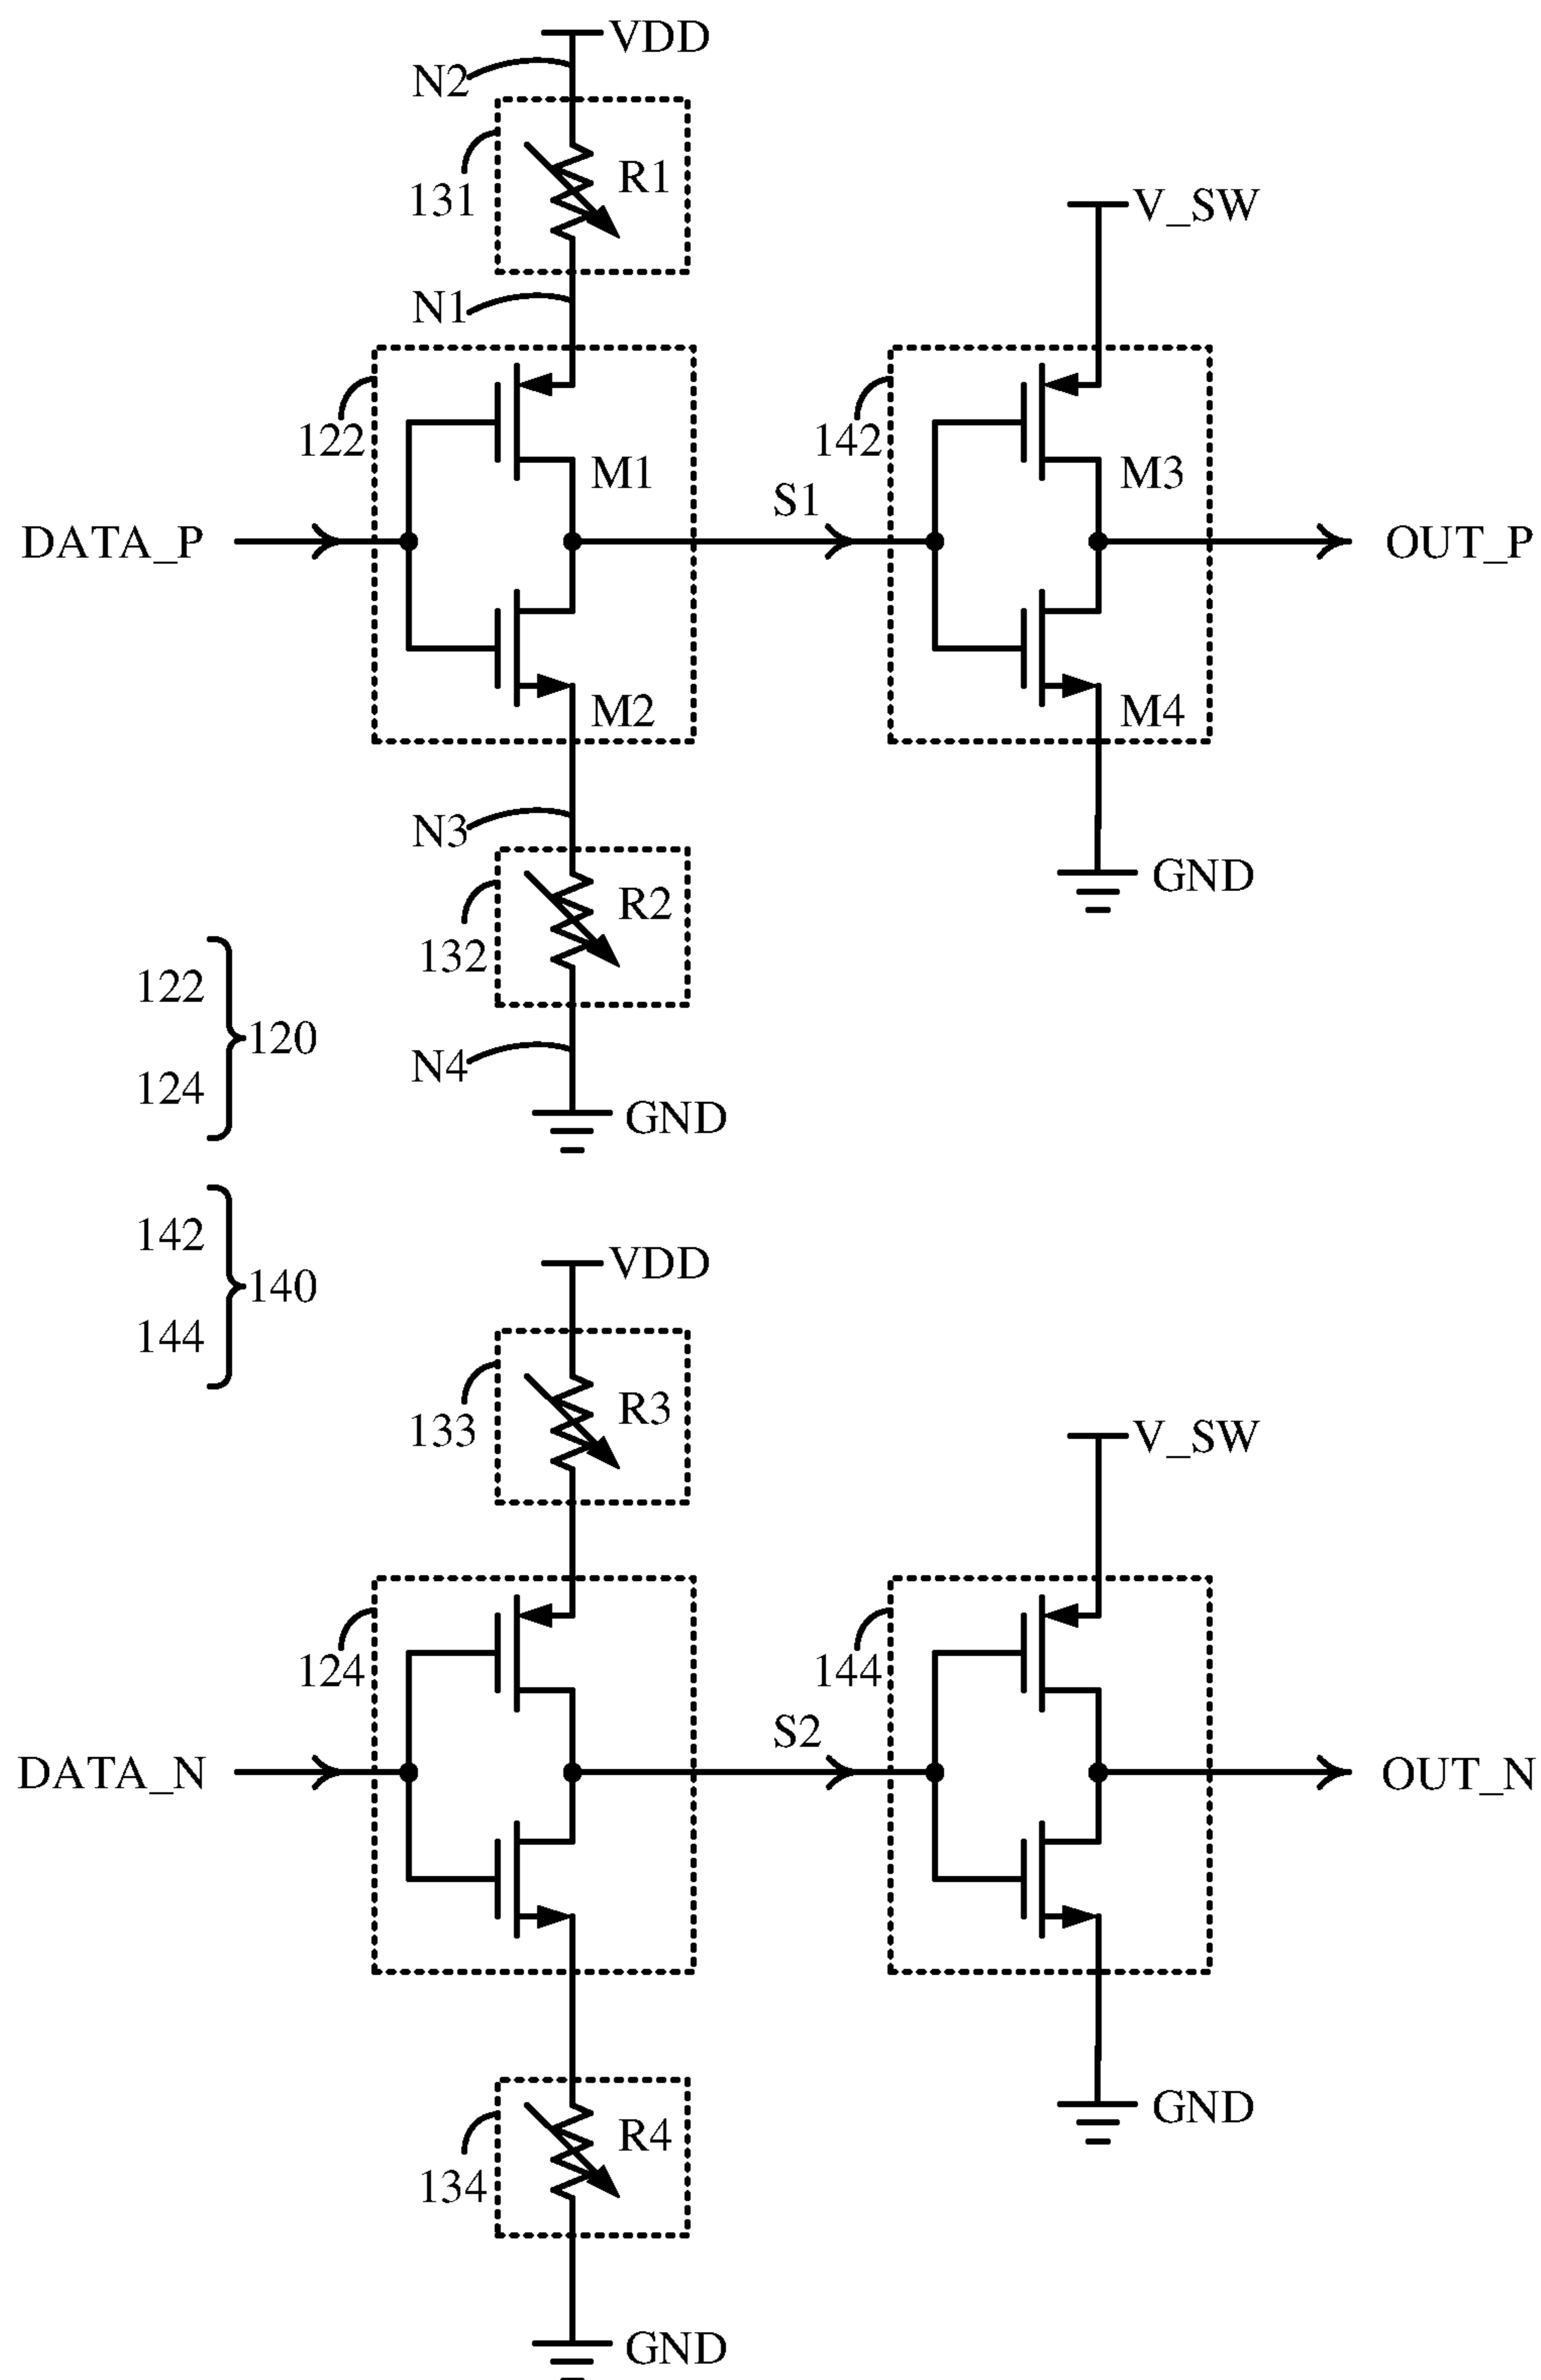 VDD
N2
R1
131
V_SW
N1
122
142
M1
M3
S1
DATA_P
OUT_P
M2
M4
N3
GND
R2
132
122
120
124
N4
GND
142
140
144
VDD
R3
133
V_SW
124
144
S2
DATA_N
OUT_N
GND
R4
134
GND